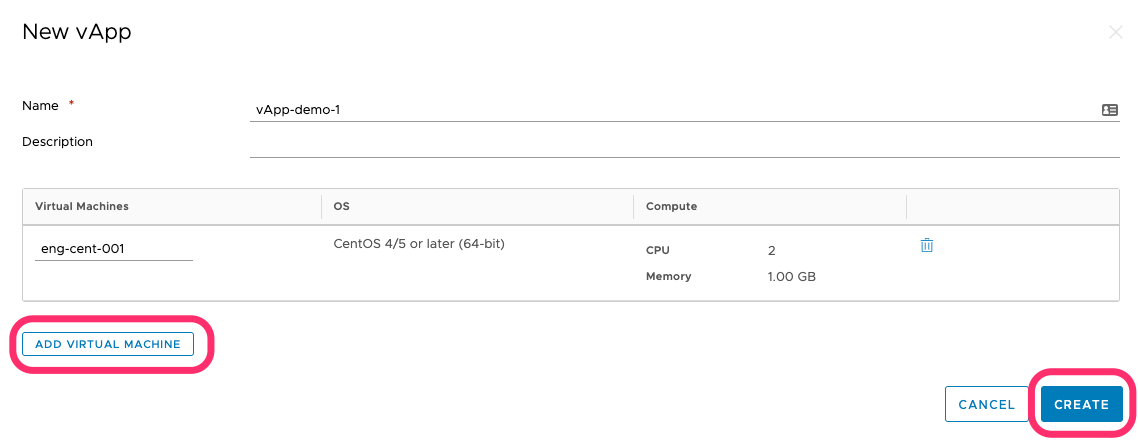 New vApp
Name *
vApp-demo-1
Description
Virtual Machines OS Compute
eng-cent-001 CentOS 4/5 or later (64-bit) CPU 2
Memory 1.00 GB
ADD VIRTUAL MACHINE
CANCEL CREATE